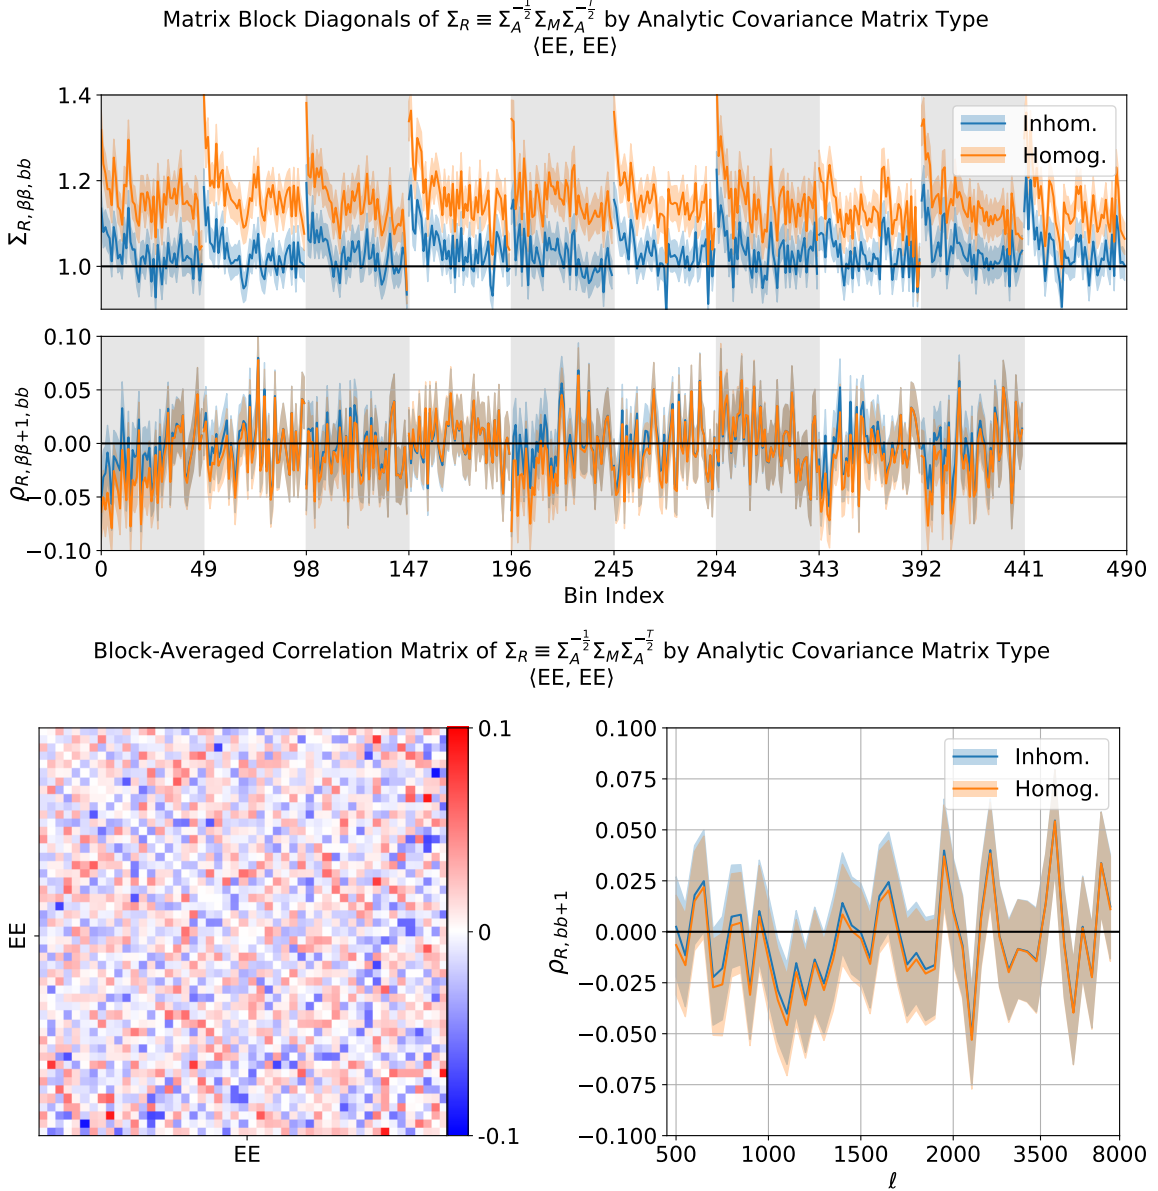 Matrix Block Diagonals of Σ_R ≡ Σ_A^{-1/2} Σ_M Σ_A^{-T/2} by Analytic Covariance Matrix Type
⟨EE, EE⟩
1.4
1.2
1.0
Σ_{R, ββ, bb}
Inhom.
Homog.
0.10
0.05
0.00
−0.05
−0.10
ρ_{R, ββ+1, bb}
0 49 98 147 196 245 294 343 392 441 490
Bin Index
Block-Averaged Correlation Matrix of Σ_R ≡ Σ_A^{-1/2} Σ_M Σ_A^{-T/2} by Analytic Covariance Matrix Type
⟨EE, EE⟩
EE
EE
0.1
0
-0.1
0.100
0.075
0.050
0.025
0.000
−0.025
−0.050
−0.075
−0.100
ρ_{R, bb+1}
Inhom.
Homog.
500 1000 1500 2000 3500 8000
ℓ